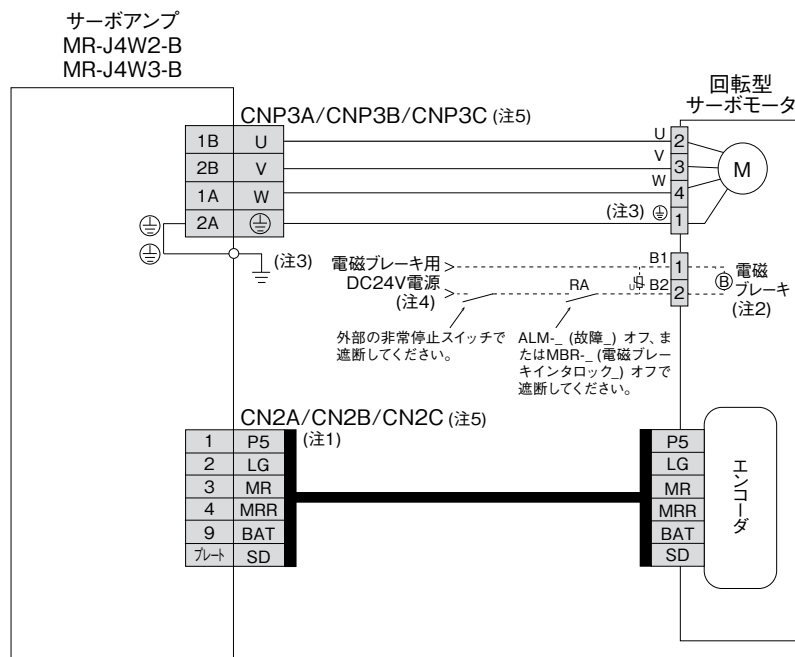 サーボアンプ
MR-J4W2-B
MR-J4W3-B
回転型
サーボモータ
CNP3A/CNP3B/CNP3C (注5)
1B U
2B V
1A W
2A
U 2
V 3
W 4
(注3) 1
M
(注3)
電磁ブレーキ用
DC24V電源
(注4)
RA
U
B1 1
B2 2
B
電磁
ブレーキ
(注2)
外部の非常停止スイッチで
遮断してください。
ALM-_ (故障_) オフ、ま
たはMBR-_ (電磁ブレー
キインタロック_) オフで
遮断してください。
CN2A/CN2B/CN2C (注5)
(注1)
1 P5
2 LG
3 MR
4 MRR
9 BAT
プレート SD
P5
LG
MR
MRR
BAT
SD
エンコーダ